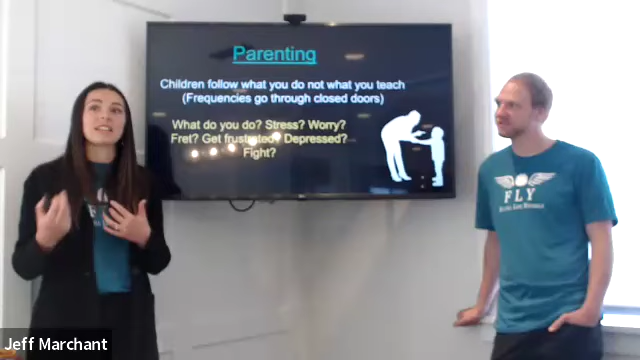 Parenting
Children follow what you do not what you teach
(Frequencies go through closed doors)
What do you do? Stress? Worry?
Fret? Get frustrated? Depressed?
Fight?
FLY
Jeff Marchant